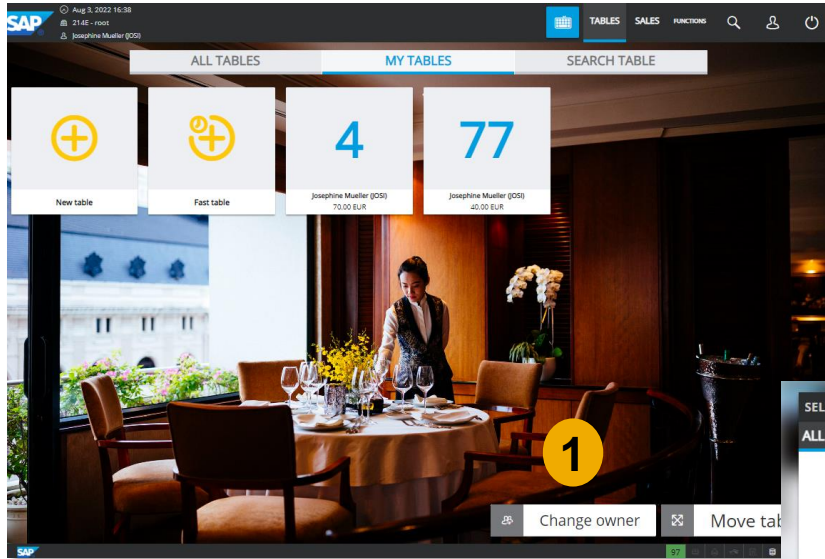 SAP
Aug 3, 2022 16:38
214E - root
Josephine Mueller (JOSI)
TABLES SALES FUNCTIONS
ALL TABLES MY TABLES SEARCH TABLE
4 77
New table Fast table Josephine Mueller (JOSI) Josephine Mueller (JOSI)
70.00 EUR 40.00 EUR
SEL
ALL
1
Change owner Move tab
SAP 97